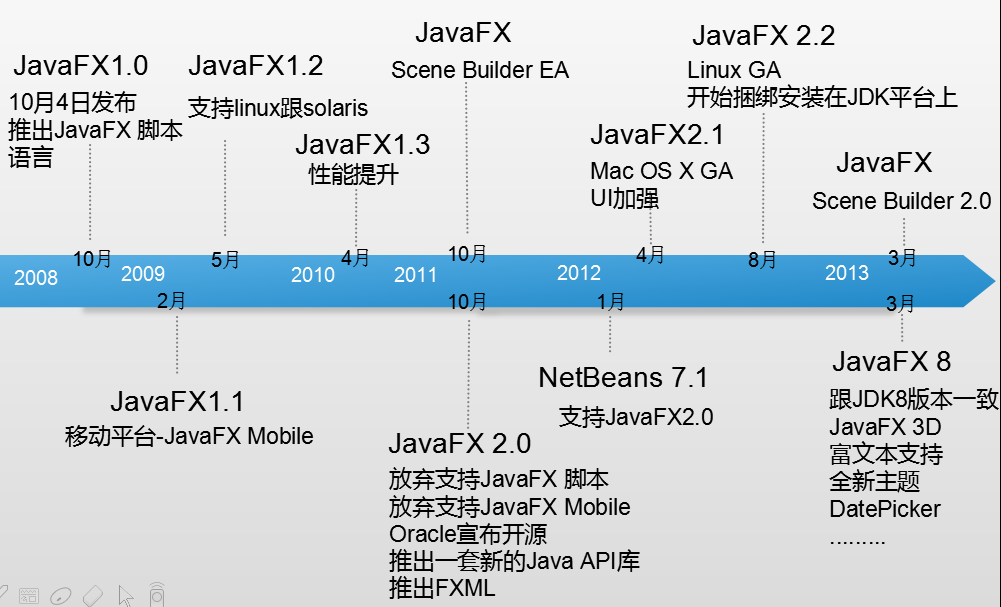 JavaFX1.0
10月4日发布
推出JavaFX 脚本
语言
JavaFX1.2
支持linux跟solaris
JavaFX1.3
性能提升
JavaFX
Scene Builder EA
JavaFX2.1
Mac OS X GA
UI加强
JavaFX 2.2
Linux GA
开始捆绑安装在JDK平台上
JavaFX
Scene Builder 2.0
2008
10月
2009
2月
5月
2010
4月
2011
10月
10月
2012
1月
4月
8月
2013
3月
3月
JavaFX1.1
移动平台-JavaFX Mobile
JavaFX 2.0
放弃支持JavaFX 脚本
放弃支持JavaFX Mobile
Oracle宣布开源
推出一套新的Java API库
推出FXML
NetBeans 7.1
支持JavaFX2.0
JavaFX 8
跟JDK8版本一致
JavaFX 3D
富文本支持
全新主题
DatePicker
.........